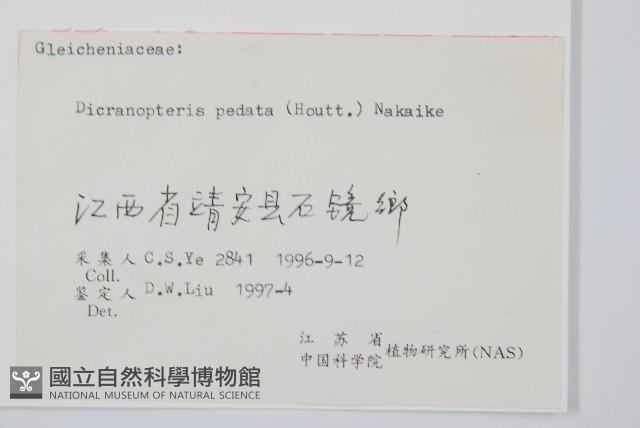 Gleicheniaceae:
Dicranopteris pedata (Houtt.) Nakaike
江西省靖安县石镜鄉
采集人 C.S.Ye 2841 1996-9-12
Coll.
鉴定人 D.W.Liu 1997-4
Det.
江苏省
中国科学院 植物研究所(NAS)
國立自然科學博物館
NATIONAL MUSEUM OF NATURAL SCIENCE